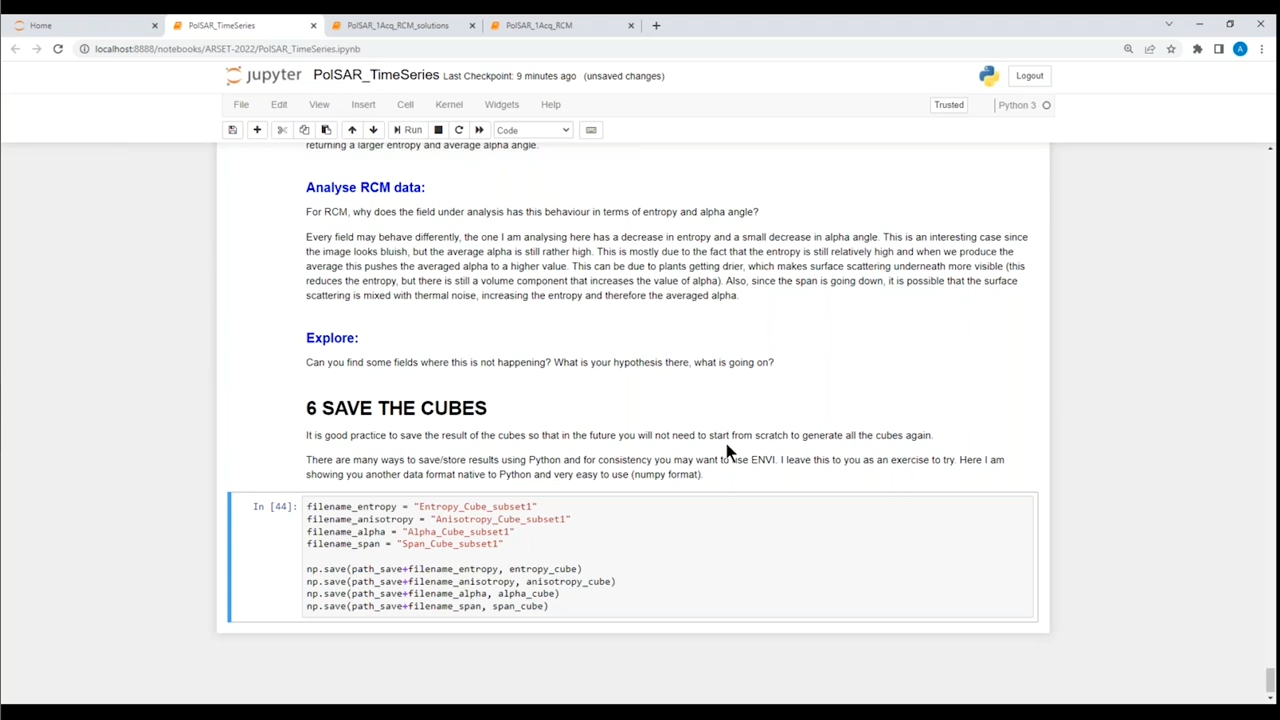 Home
PolSAR_TimeSeries
PolSAR_1Acq_RCM_solutions
PolSAR_1Acq_RCM
localhost:8888/notebooks/ARSET-2022/PolSAR_TimeSeries.ipynb
A
jupyter PolSAR_TimeSeries Last Checkpoint: 9 minutes ago (unsaved changes)
Logout
File Edit View Insert Cell Kernel Widgets Help
Trusted
Python 3
Run
Code
returning a larger entropy and average alpha angle.
Analyse RCM data:
For RCM, why does the field under analysis has this behaviour in terms of entropy and alpha angle?
Every field may behave differently, the one I am analysing here has a decrease in entropy and a small decrease in alpha angle. This is an interesting case since
the image looks bluish, but the average alpha is still rather high. This is mostly due to the fact that the entropy is still relatively high and when we produce the
average this pushes the averaged alpha to a higher value. This can be due to plants getting drier, which makes surface scattering underneath more visible (this
reduces the entropy, but there is still a volume component that increases the value of alpha). Also, since the span is going down, it is possible that the surface
scattering is mixed with thermal noise, increasing the entropy and therefore the averaged alpha.
Explore:
Can you find some fields where this is not happening? What is your hypothesis there, what is going on?
6 SAVE THE CUBES
It is good practice to save the result of the cubes so that in the future you will not need to start from scratch to generate all the cubes again.
There are many ways to save/store results using Python and for consistency you may want to use ENVI. I leave this to you as an exercise to try. Here I am
showing you another data format native to Python and very easy to use (numpy format).
In [44]:
filename_entropy = "Entropy_Cube_subset1"
filename_anisotropy = "Anisotropy_Cube_subset1"
filename_alpha = "Alpha_Cube_subset1"
filename_span = "Span_Cube_subset1"
np.save(path_save+filename_entropy, entropy_cube)
np.save(path_save+filename_anisotropy, anisotropy_cube)
np.save(path_save+filename_alpha, alpha_cube)
np.save(path_save+filename_span, span_cube)